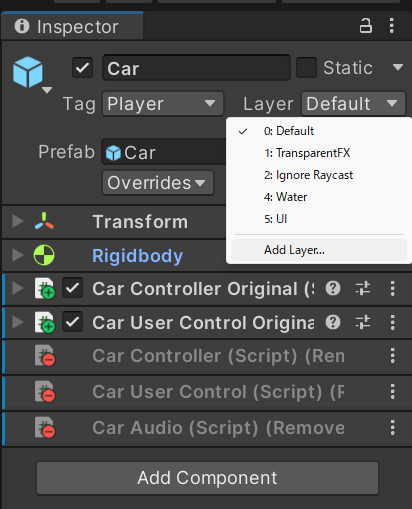 Inspector
Car
Static
Tag Player Layer Default
0: Default
1: TransparentFX
2: Ignore Raycast
4: Water
5: UI
Add Layer...
Prefab Car
Overrides
Transform
Rigidbody
Car Controller Original (S
Car User Control Origina
Car Controller (Script) (Rem
Car User Control (Script) (R
Car Audio (Script) (Remove
Add Component